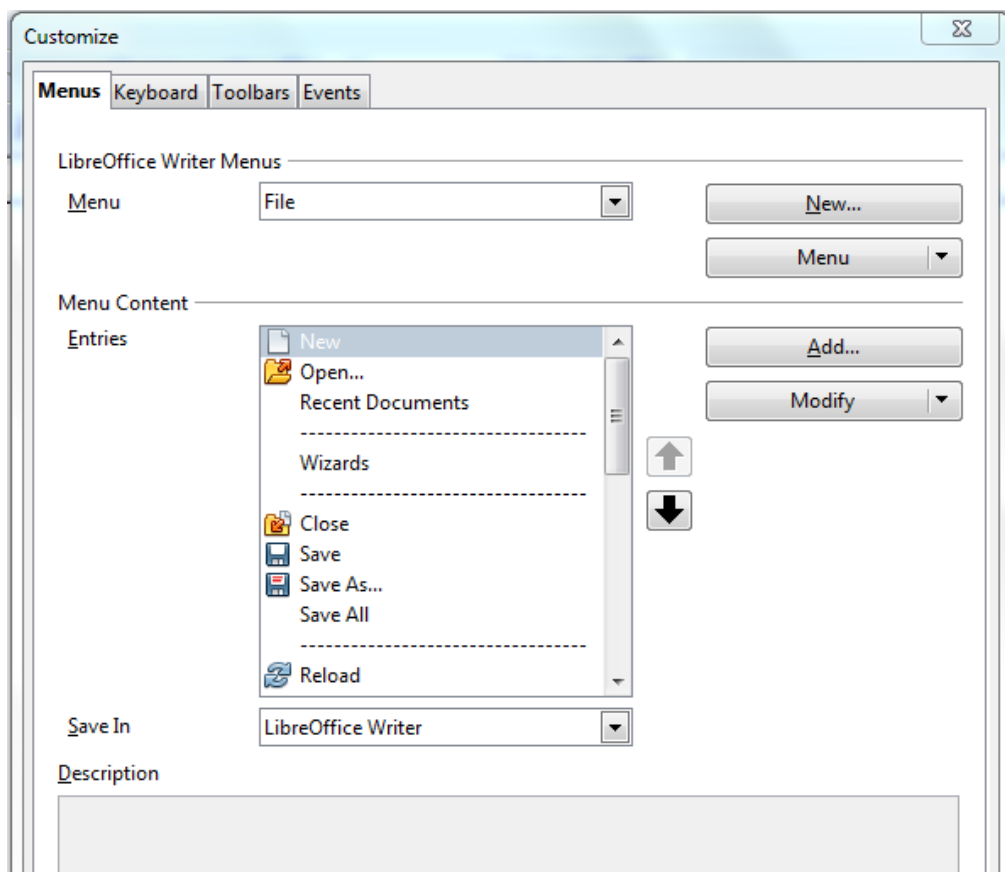 Customize
Menus Keyboard Toolbars Events
LibreOffice Writer Menus
Menu File New...
Menu
Menu Content
Entries New Add...
Open... Modify
Recent Documents
----------------------------------
Wizards
----------------------------------
Close
Save
Save As...
Save All
----------------------------------
Reload
Save In LibreOffice Writer
Description